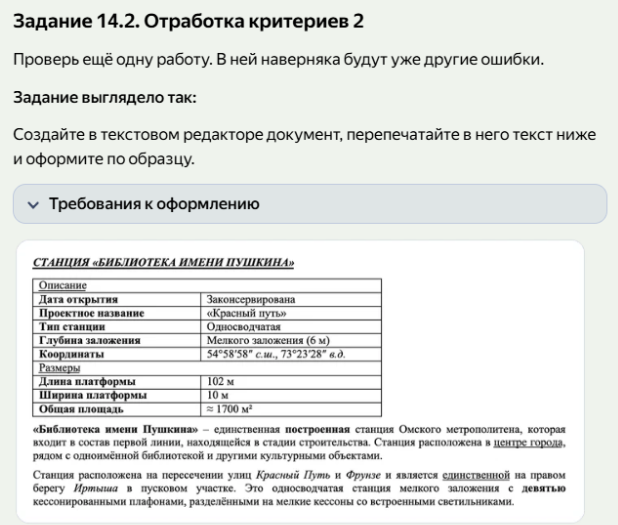 Задание 14.2. Отработка критериев 2
Проверь ещё одну работу. В ней наверняка будут уже другие ошибки.
Задание выглядело так:
Создайте в текстовом редакторе документ, перепечатайте в него текст ниже
и оформите по образцу.
Требования к оформлению
СТАНЦИЯ «БИБЛИОТЕКА ИМЕНИ ПУШКИНА»
Описание
Дата открытия Законсервирована
Проектное название «Красный путь»
Тип станции Односводчатая
Глубина заложения Мелкого заложения (6 м)
Координаты 54°58′58″ с.ш., 73°23′28″ в.д.
Размеры
Длина платформы 102 м
Ширина платформы 10 м
Общая площадь ≈ 1700 м²
«Библиотека имени Пушкина» – единственная построенная станция Омского метрополитена, которая
входит в состав первой линии, находящейся в стадии строительства. Станция расположена в центре города,
рядом с одноимённой библиотекой и другими культурными объектами.
Станция расположена на пересечении улиц Красный Путь и Фрунзе и является единственной на правом
берегу Иртыша в пусковом участке. Это односводчатая станция мелкого заложения с девятью
кессонированными плафонами, разделёнными на мелкие кессоны со встроенными светильниками.